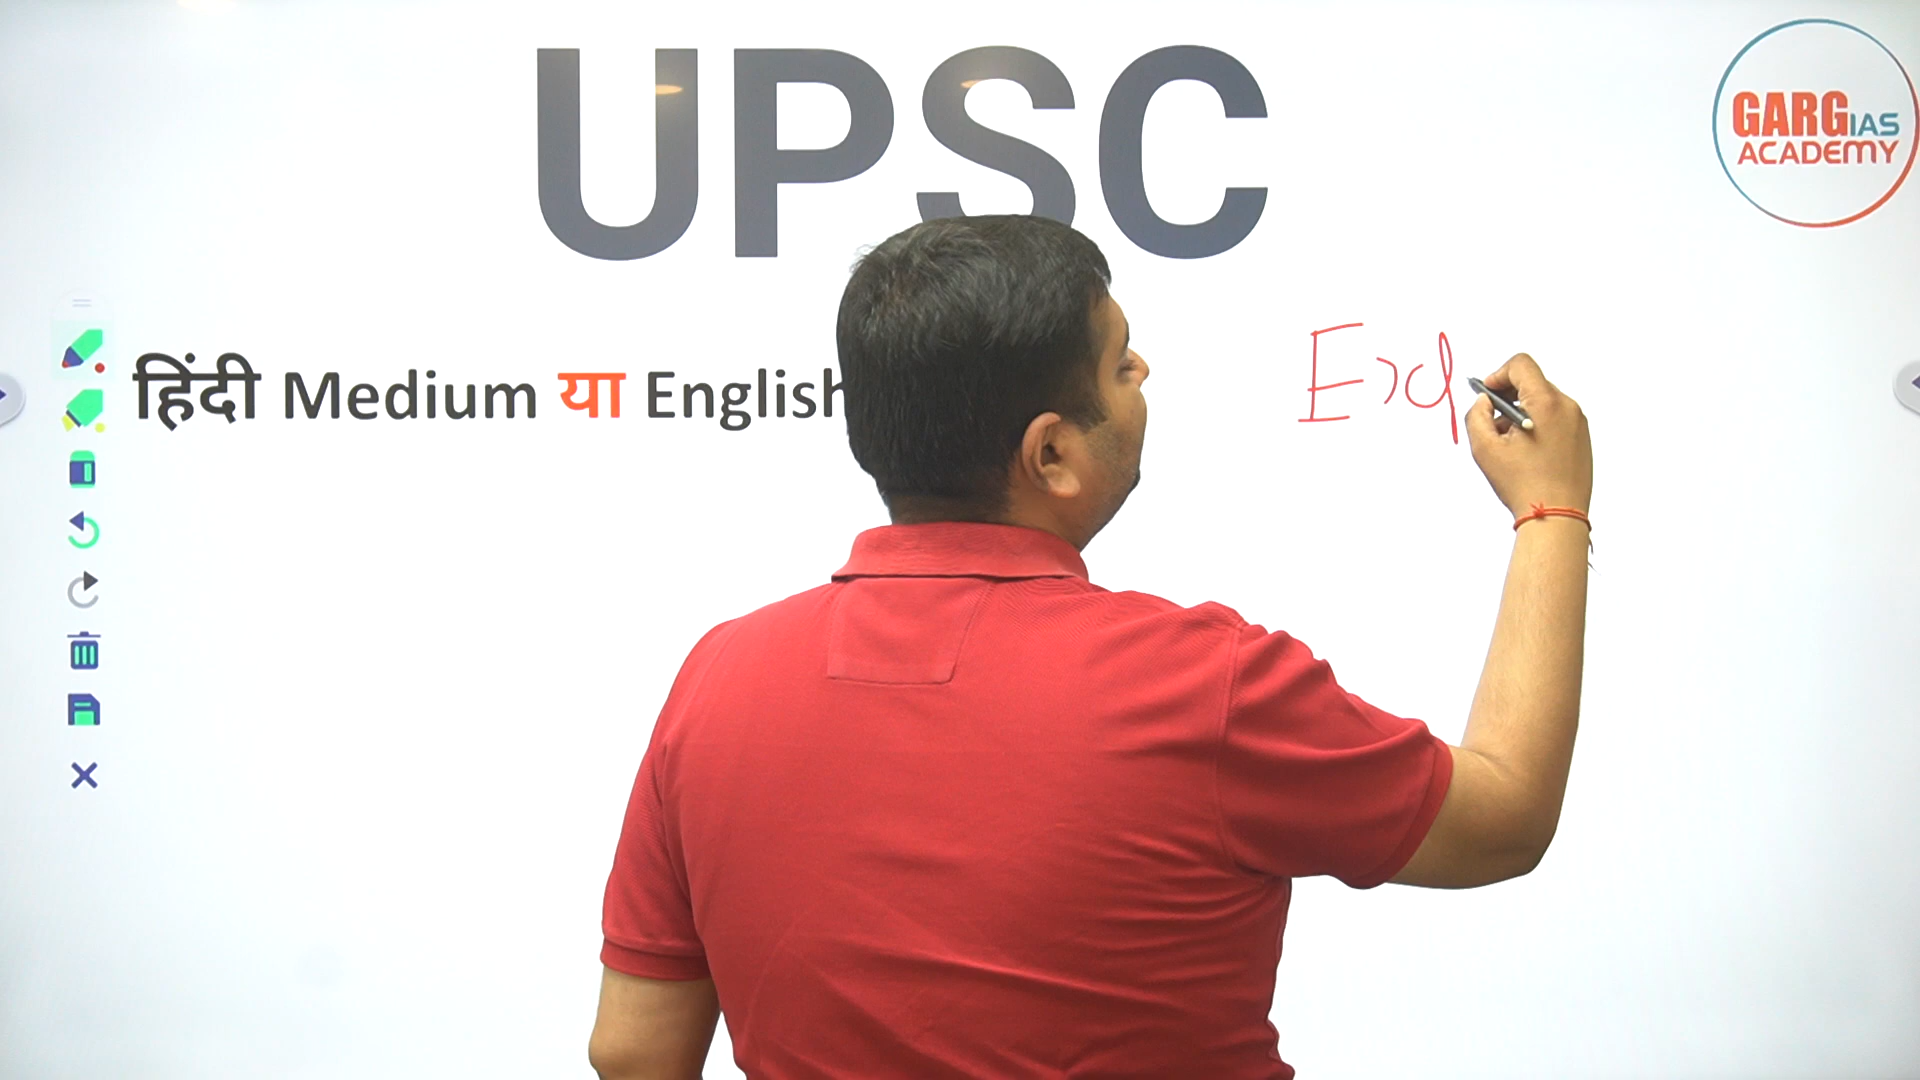 UPSC
GARG IAS
ACADEMY
हिंदी Medium या English